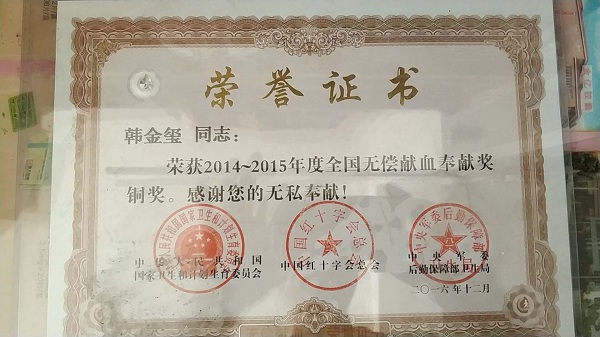 荣誉证书
韩金玺 同志：
荣获2014~2015年度全国无偿献血奉献奖
铜奖。感谢您的无私奉献！
中华人民共和国
国家卫生和计划生育委员会
中国红十字会总会
中央军委
后勤保障部卫生局
二〇一六年十二月